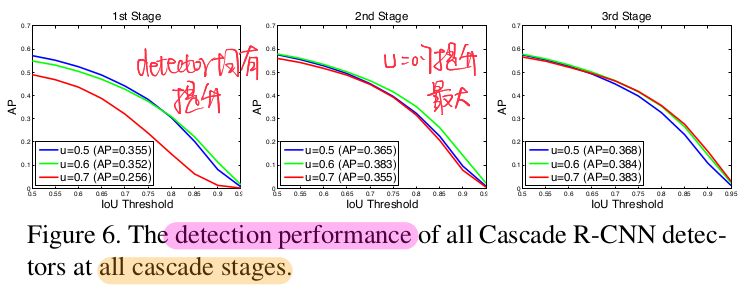 1st Stage
0.7
0.6
0.5
0.4
0.3
0.2
0.1
0
AP
detector均有
提升
u=0.5 (AP=0.355)
u=0.6 (AP=0.352)
u=0.7 (AP=0.256)
0.5 0.55 0.6 0.65 0.7 0.75 0.8 0.85 0.9 0.95
IoU Threshold
2nd Stage
0.7
0.6
0.5
0.4
0.3
0.2
0.1
0
AP
u=0.7提升
最大
u=0.5 (AP=0.365)
u=0.6 (AP=0.383)
u=0.7 (AP=0.355)
0.5 0.55 0.6 0.65 0.7 0.75 0.8 0.85 0.9 0.95
IoU Threshold
3rd Stage
0.7
0.6
0.5
0.4
0.3
0.2
0.1
0
AP
u=0.5 (AP=0.368)
u=0.6 (AP=0.384)
u=0.7 (AP=0.383)
0.5 0.55 0.6 0.65 0.7 0.75 0.8 0.85 0.9 0.95
IoU Threshold
Figure 6. The detection performance of all Cascade R-CNN detec-
tors at all cascade stages.